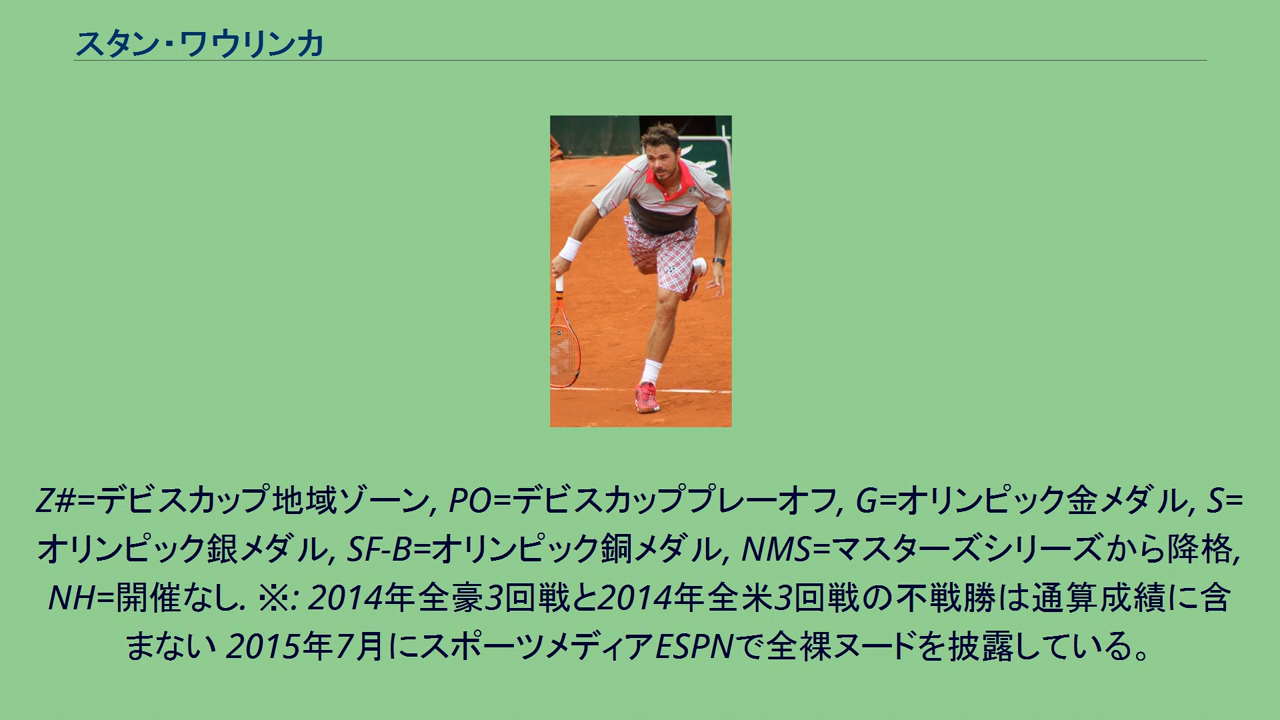 スタン・ワウリンカ
Z#=デビスカップ地域ゾーン, PO=デビスカッププレーオフ, G=オリンピック金メダル, S=
オリンピック銀メダル, SF-B=オリンピック銅メダル, NMS=マスターズシリーズから降格,
NH=開催なし. ※: 2014年全豪3回戦と2014年全米3回戦の不戦勝は通算成績に含
まない 2015年7月にスポーツメディアESPNで全裸ヌードを披露している。